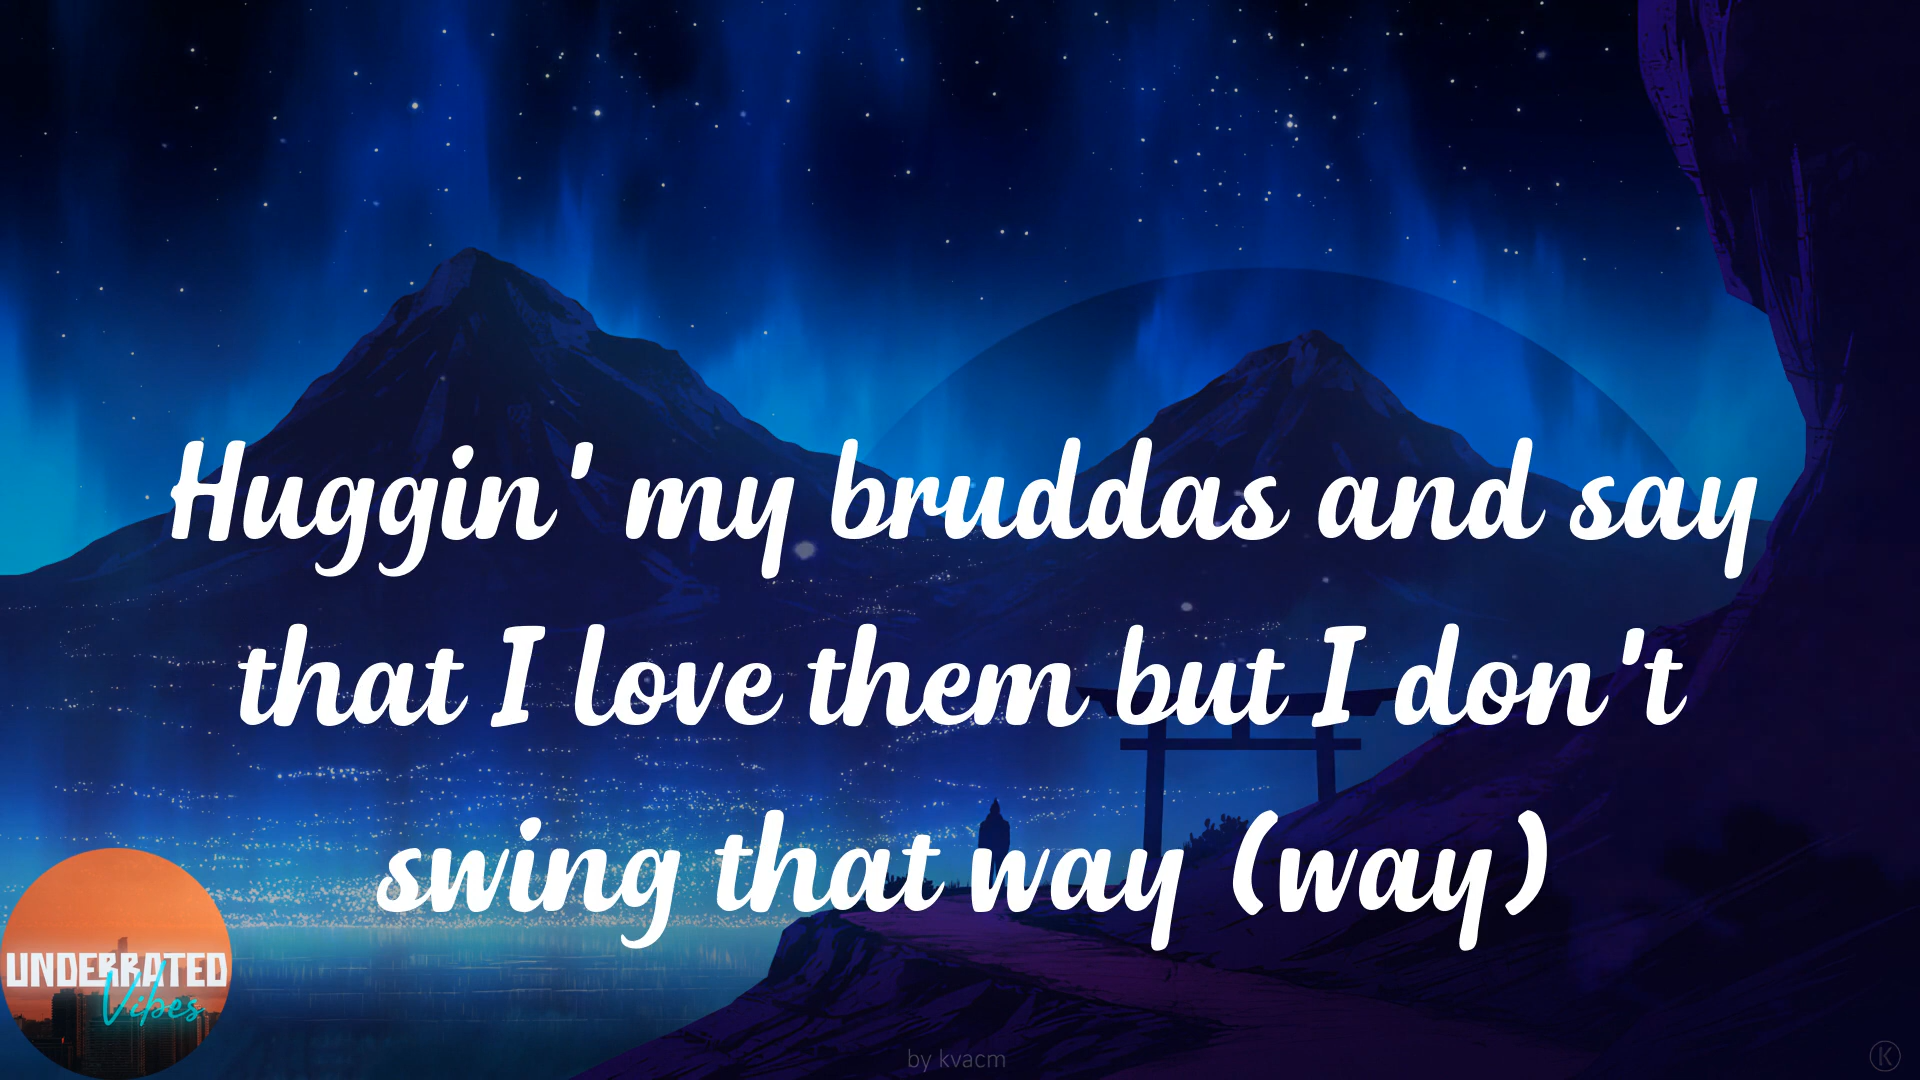 Huggin' my bruddas and say
that I love them but I don't
swing that way (way)
UNDERRATED
Vibes
by kvacm
K